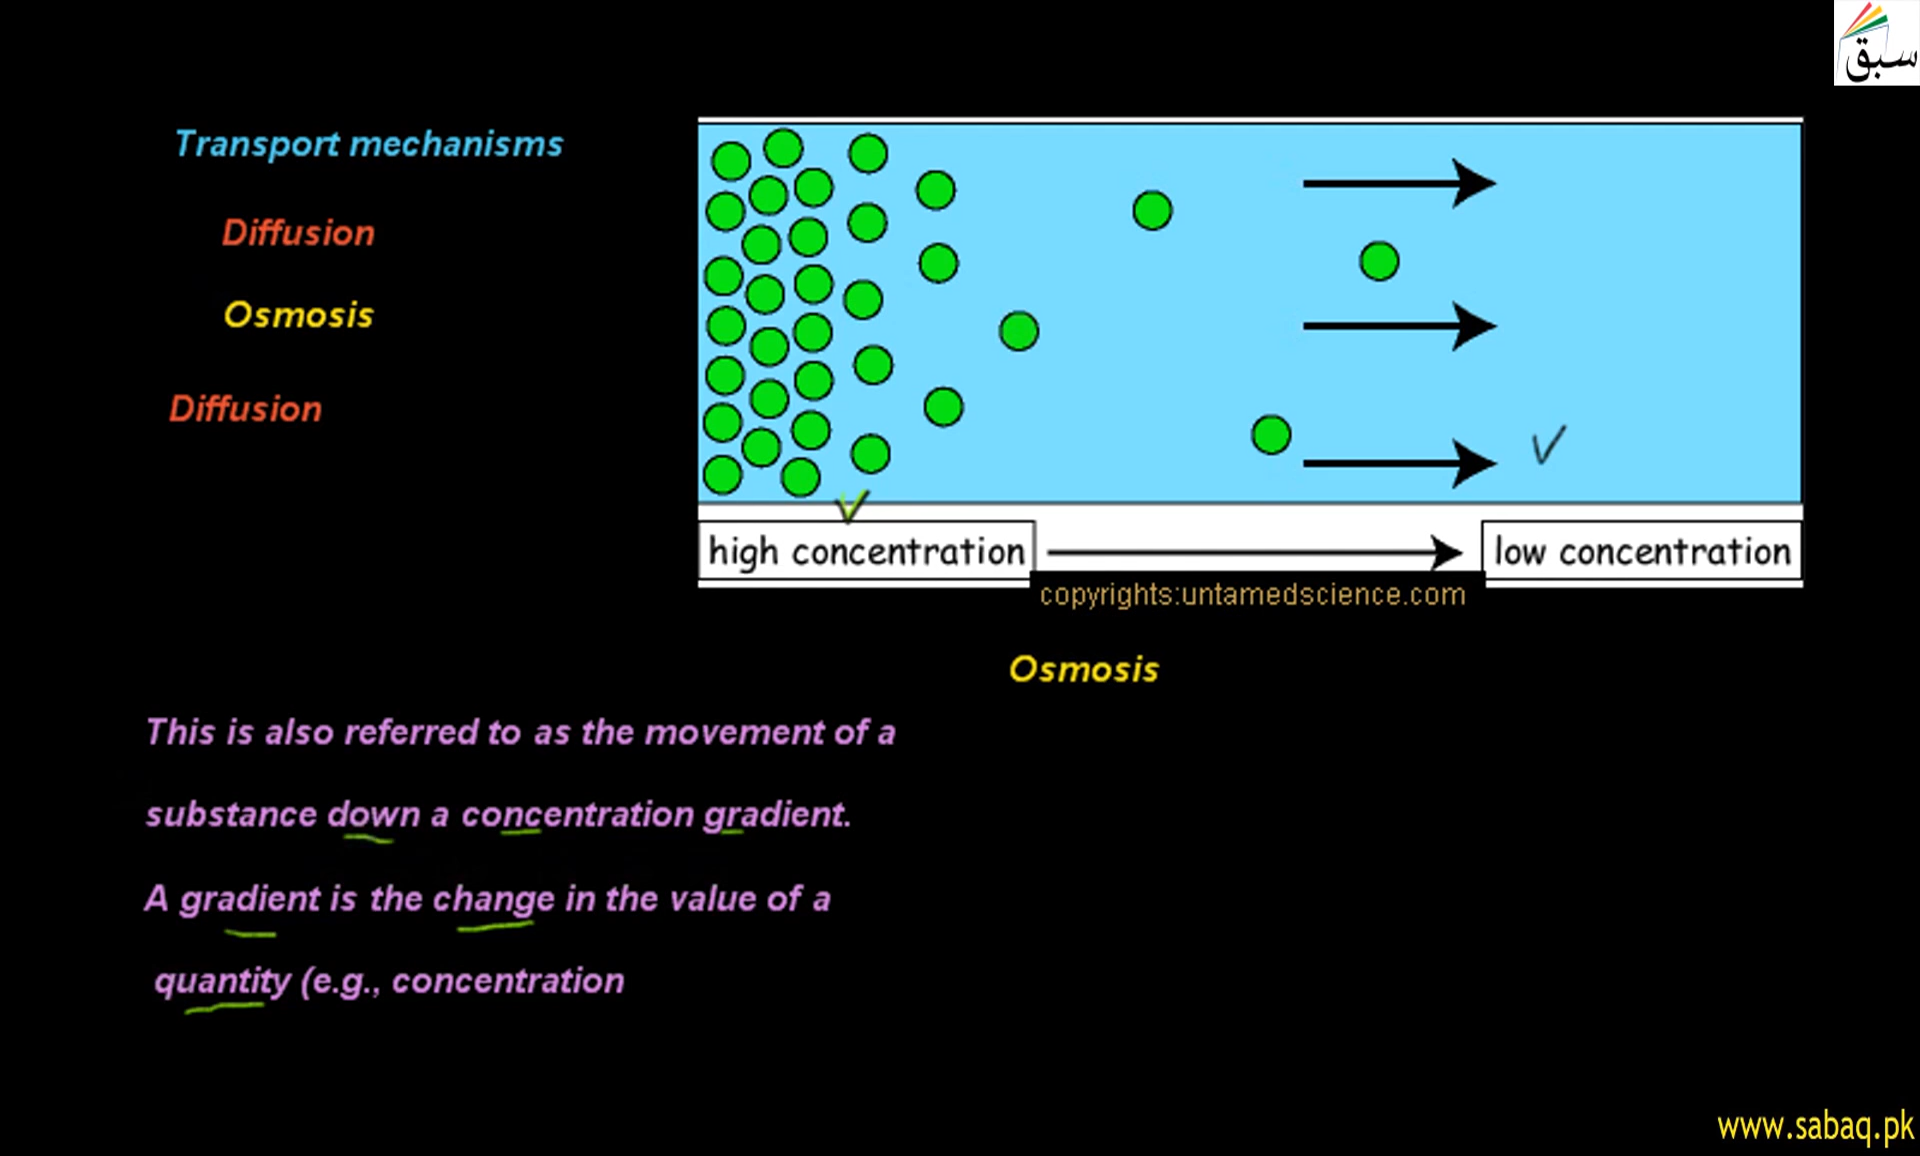 سبق
Transport mechanisms
Diffusion
Osmosis
Diffusion
high concentration
low concentration
copyrights:untamedscience.com
Osmosis
This is also referred to as the movement of a
substance down a concentration gradient.
A gradient is the change in the value of a
quantity (e.g., concentration
www.sabaq.pk